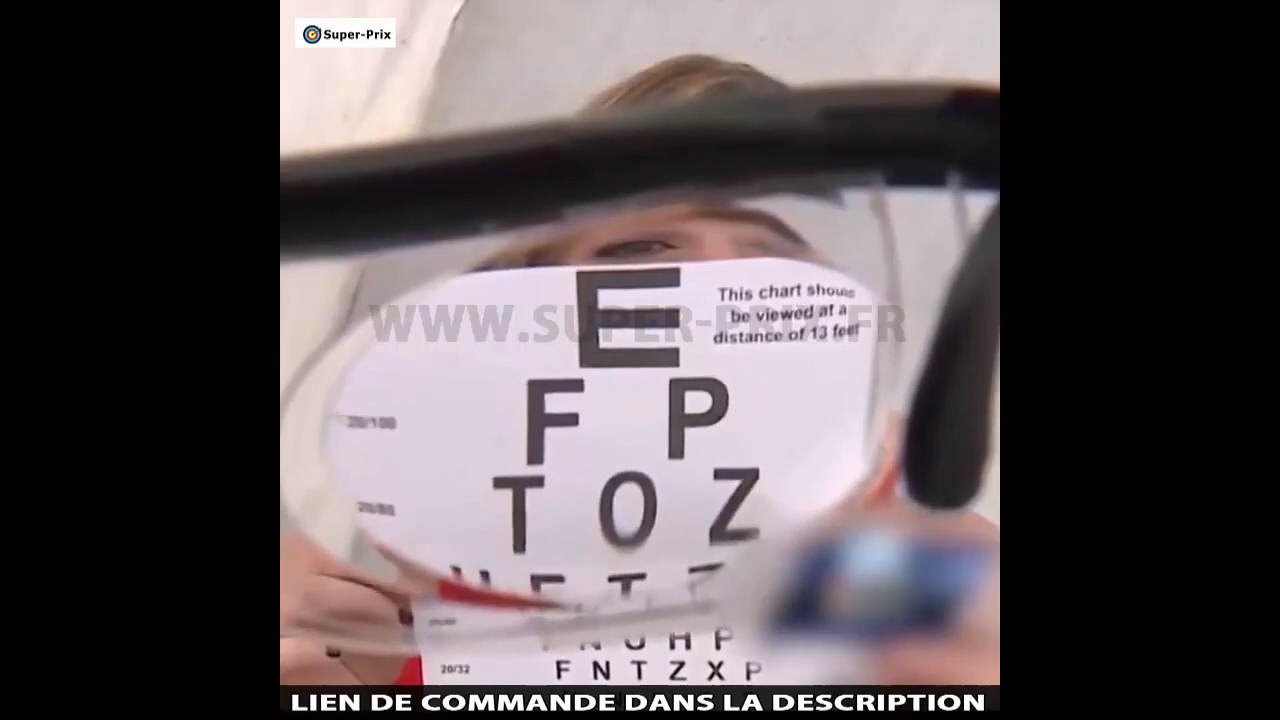 Super-Prix
E
This chart should
be viewed at a
distance of 13 feet
WWW.SUPER-PRIX.FR
F P
20/100
T O Z
20/80
F N T Z X P
20/32
LIEN DE COMMANDE DANS LA DESCRIPTION